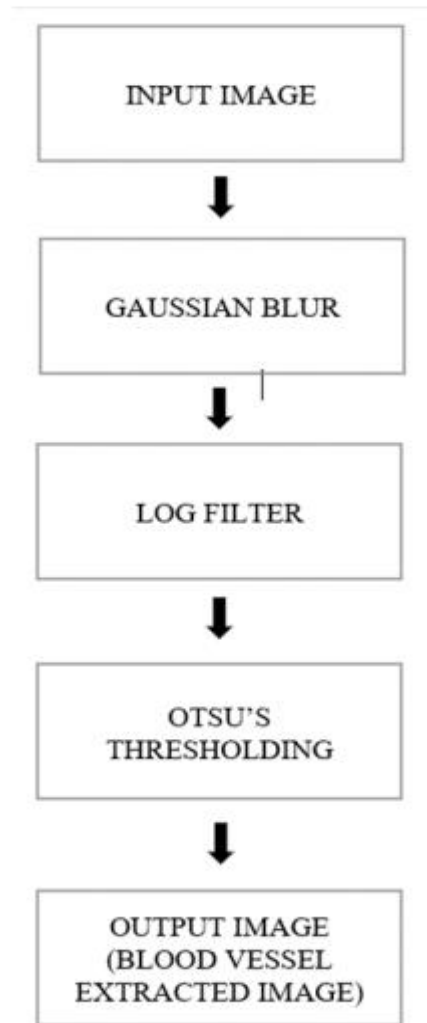 INPUT IMAGE
GAUSSIAN BLUR
LOG FILTER
OTSU'S
THRESHOLDING
OUTPUT IMAGE
(BLOOD VESSEL
EXTRACTED IMAGE)